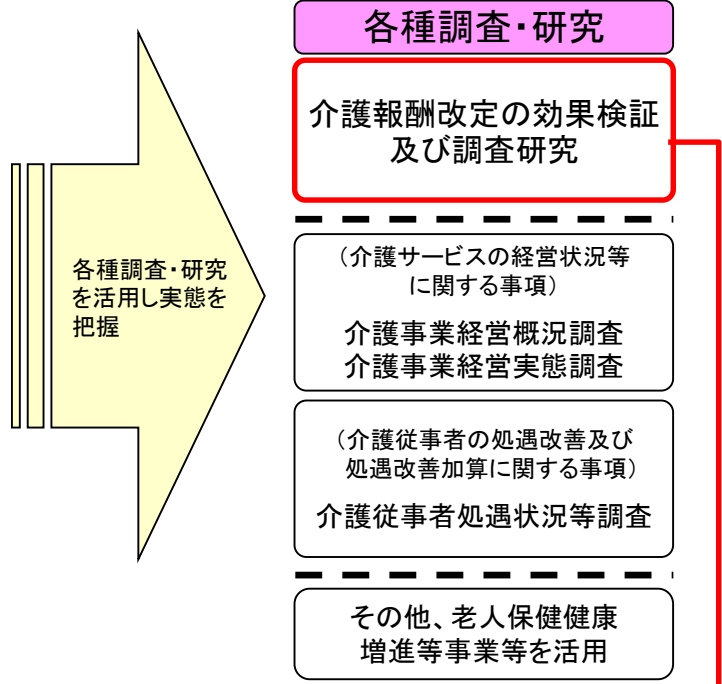 各種調査・研究
介護報酬改定の効果検証
及び調査研究
各種調査・研究
を活用し実態を
把握
（介護サービスの経営状況等
に関する事項）
介護事業経営概況調査
介護事業経営実態調査
（介護従事者の処遇改善及び
処遇改善加算に関する事項）
介護従事者処遇状況等調査
その他、老人保健健康
増進等事業等を活用